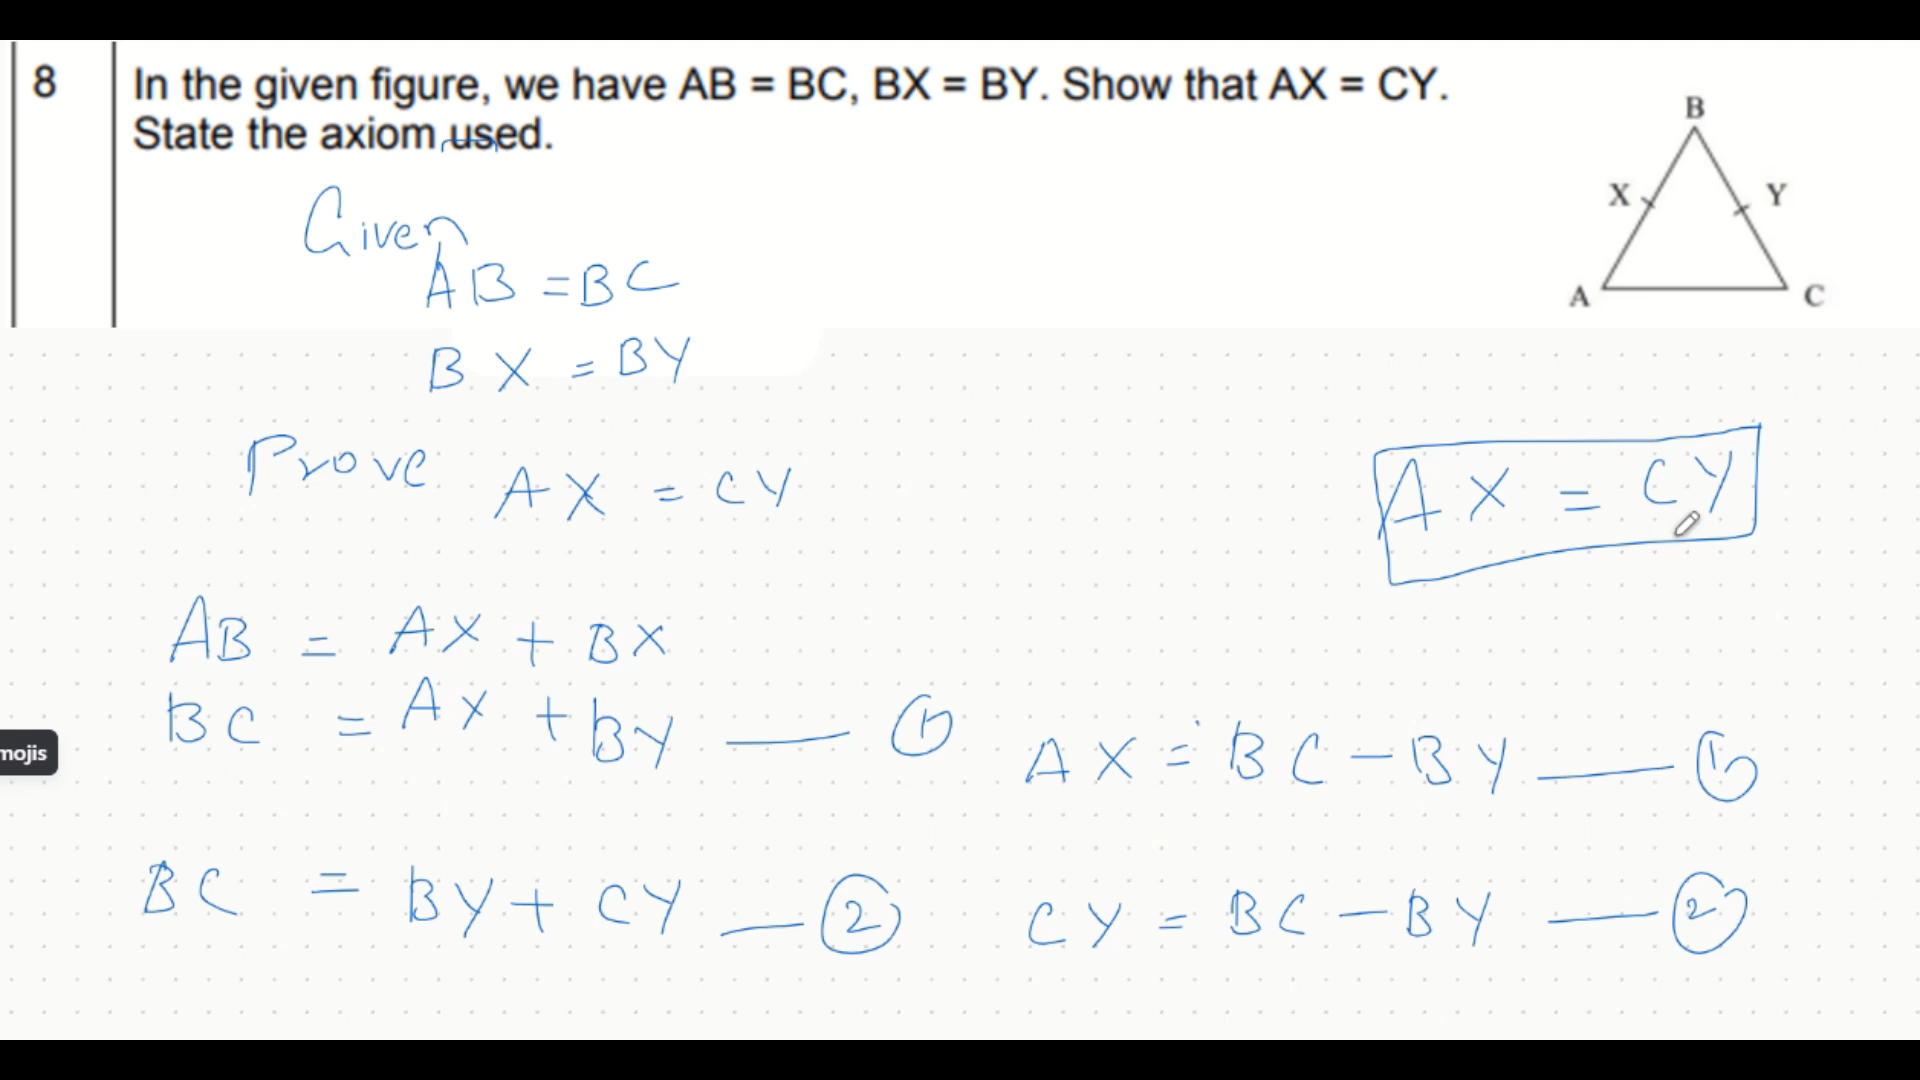 8
In the given figure, we have AB = BC, BX = BY. Show that AX = CY.
State the axiom used.
B
X
Y
A
C
Given
AB = BC
BX = BY
Prove AX = CY
AX = CY
AB = AX + BX
BC = AX + BY — 1
AX = BC - BY — 1
BC = BY + CY — 2
CY = BC - BY — 2
mojis